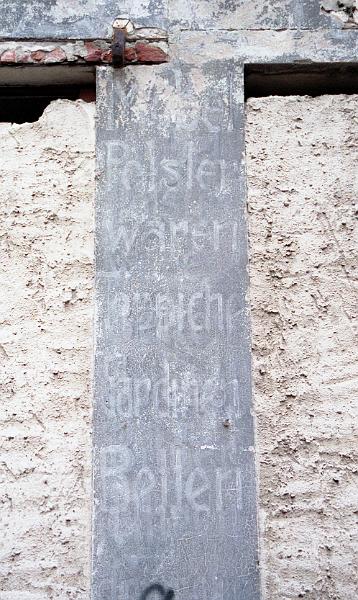 Polster
waren
Teppiche
Gardinen
Betten